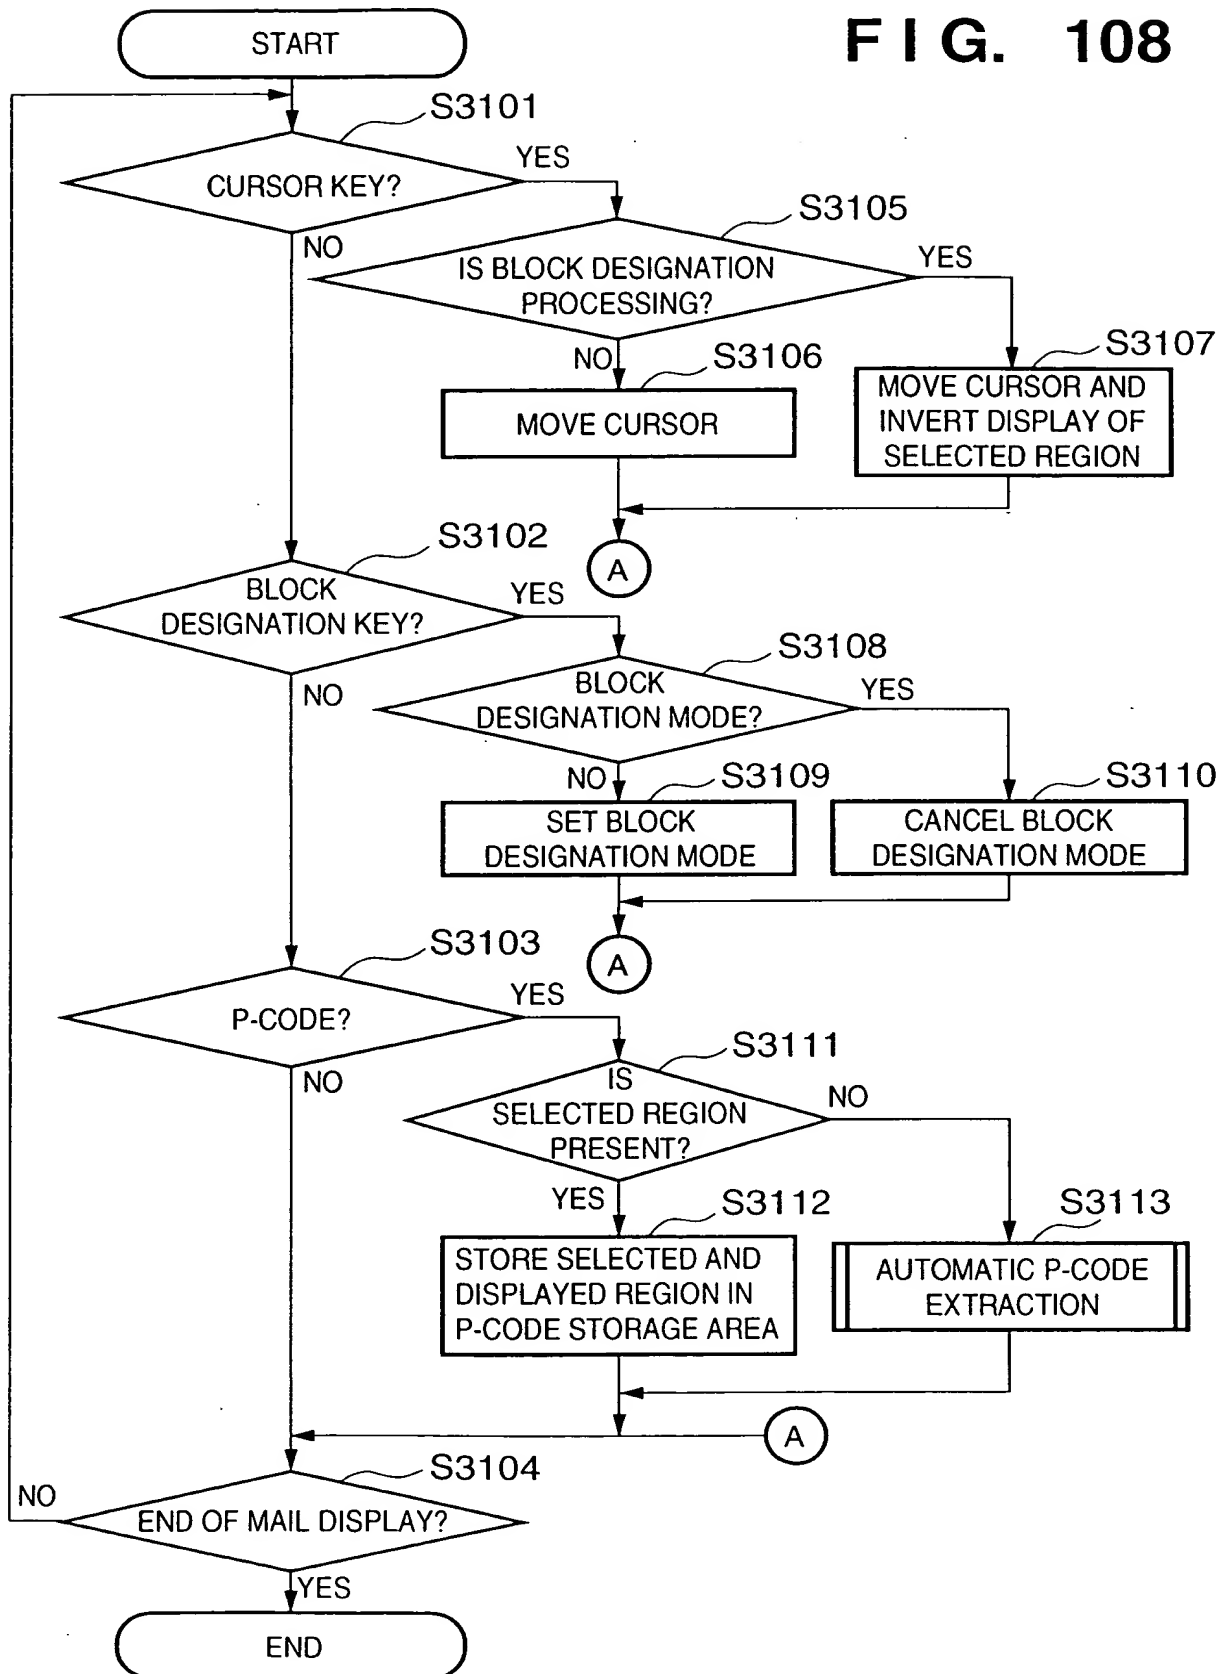 FIG. 108
START
S3101
CURSOR KEY?
YES
NO
S3105
IS BLOCK DESIGNATION
PROCESSING?
YES
NO
S3106
MOVE CURSOR
S3107
MOVE CURSOR AND
INVERT DISPLAY OF
SELECTED REGION
A
S3102
BLOCK
DESIGNATION KEY?
YES
NO
S3108
BLOCK
DESIGNATION MODE?
YES
NO
S3109
SET BLOCK
DESIGNATION MODE
S3110
CANCEL BLOCK
DESIGNATION MODE
A
S3103
P-CODE?
YES
NO
S3111
IS
SELECTED REGION
PRESENT?
NO
YES
S3112
STORE SELECTED AND
DISPLAYED REGION IN
P-CODE STORAGE AREA
S3113
AUTOMATIC P-CODE
EXTRACTION
A
S3104
END OF MAIL DISPLAY?
NO
YES
END